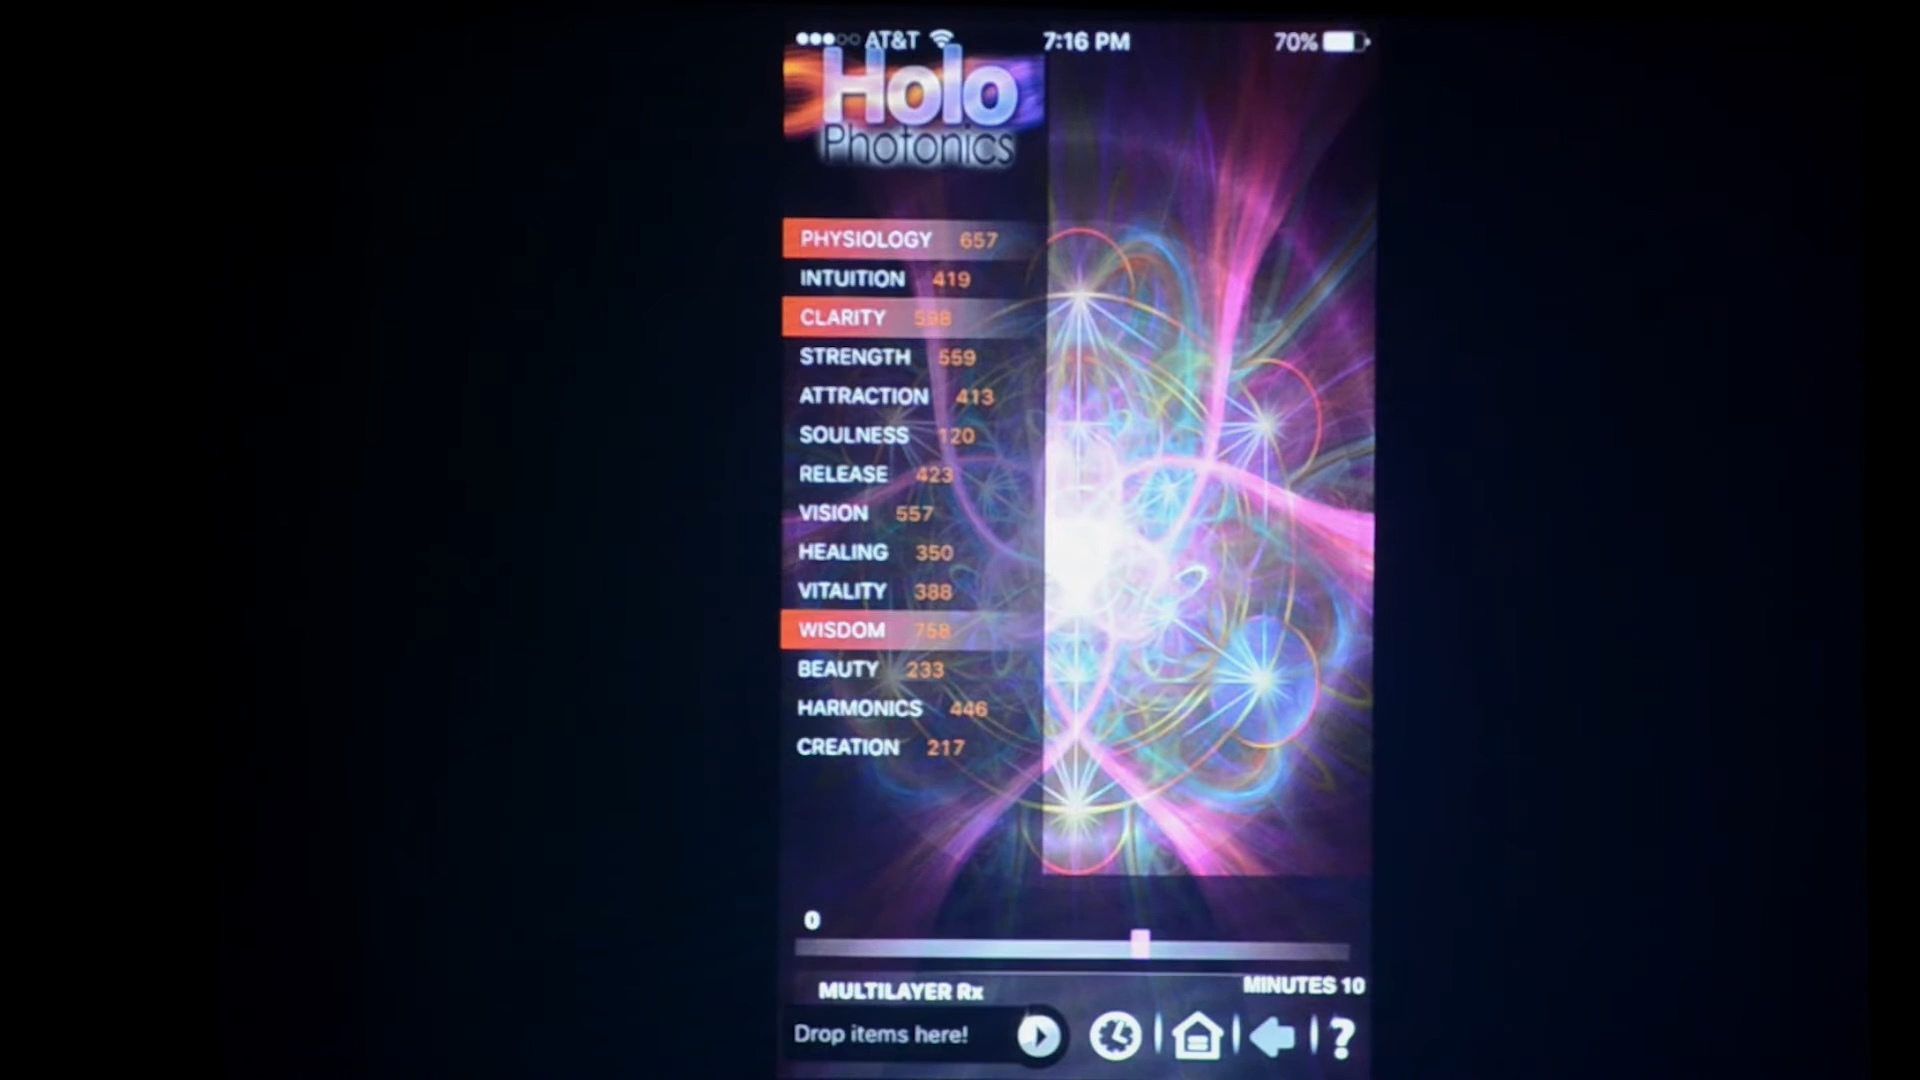 AT&T 7:16 PM 70%
Holo
Photonics
PHYSIOLOGY 657
INTUITION 419
CLARITY 598
STRENGTH 559
ATTRACTION 413
SOULNESS 120
RELEASE 423
VISION 557
HEALING 350
VITALITY 388
WISDOM 758
BEAUTY 233
HARMONICS 446
CREATION 217
0
MINUTES 10
MULTILAYER Rx
Drop items here!
?